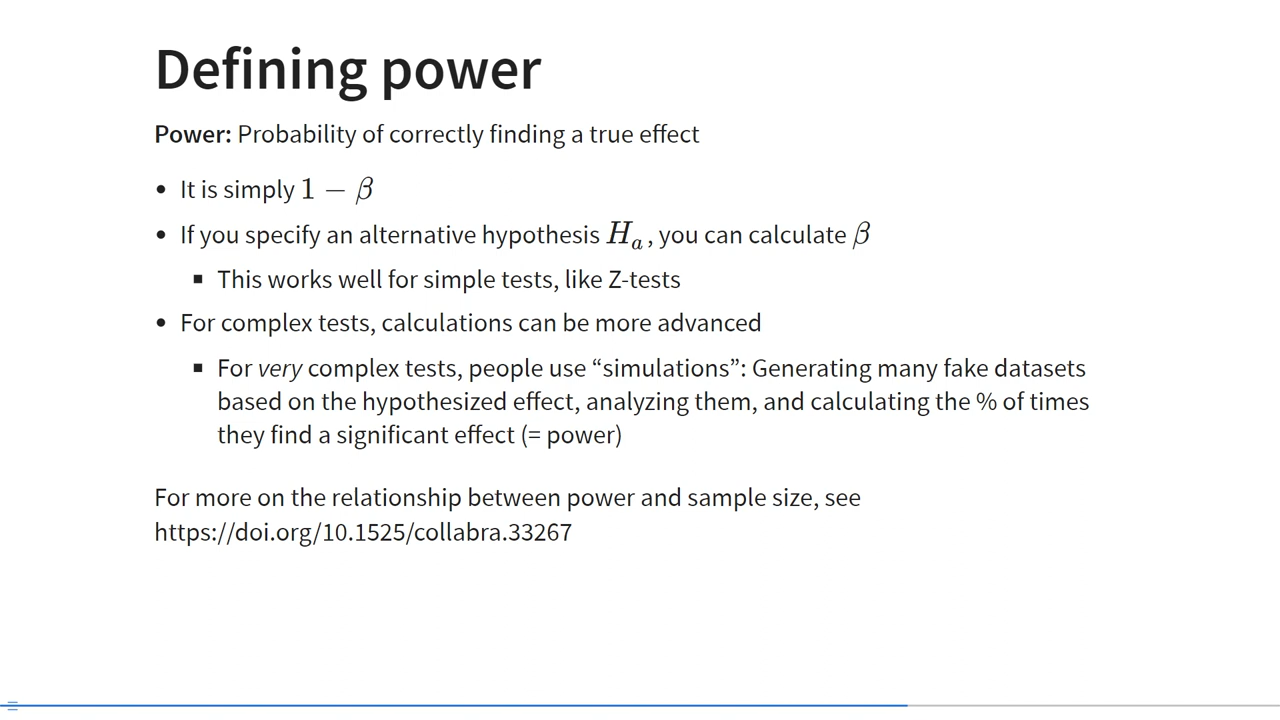 Defining power
Power: Probability of correctly finding a true effect
• It is simply 1 − β
• If you specify an alternative hypothesis Hₐ, you can calculate β
▪ This works well for simple tests, like Z-tests
• For complex tests, calculations can be more advanced
▪ For very complex tests, people use “simulations”: Generating many fake datasets
based on the hypothesized effect, analyzing them, and calculating the % of times
they find a significant effect (= power)
For more on the relationship between power and sample size, see
https://doi.org/10.1525/collabra.33267